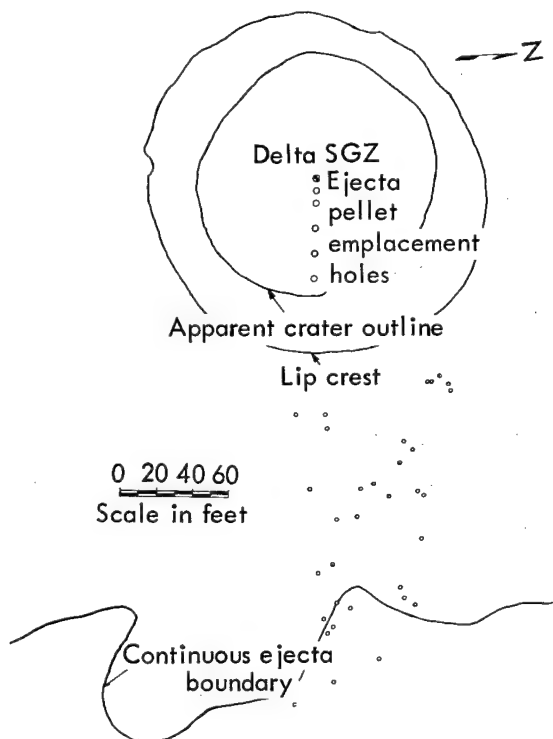 Z
Delta SGZ
Ejecta
pellet
emplacement
holes
Apparent crater outline
Lip crest
0 20 40 60
Scale in feet
Continuous ejecta
boundary